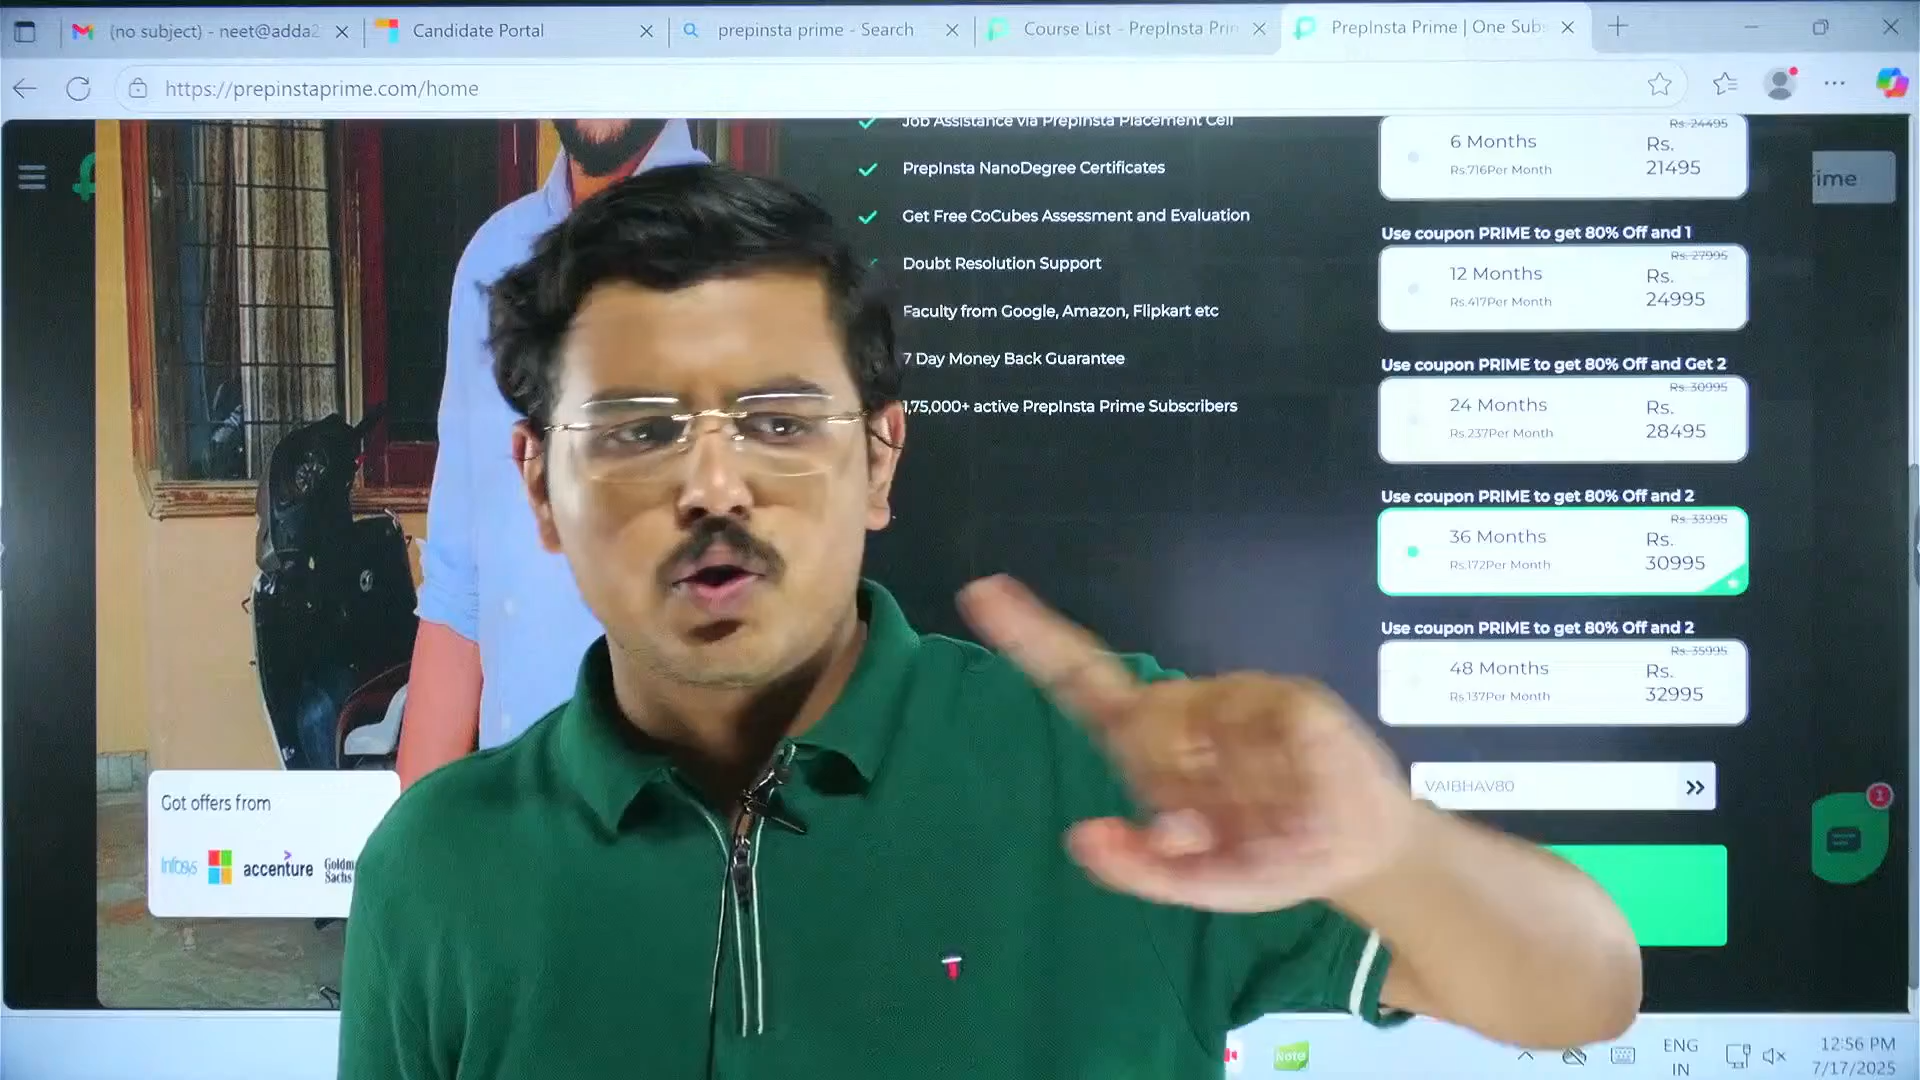 (no subject) - neet@adda2
Candidate Portal
prepinsta prime - Search
Course List - PrepInsta Prim
PrepInsta Prime | One Subs
https://prepinstaprime.com/home
Job Assistance via PrepInsta Placement Cell
PrepInsta NanoDegree Certificates
Get Free CoCubes Assessment and Evaluation
Doubt Resolution Support
Faculty from Google, Amazon, Flipkart etc
7 Day Money Back Guarantee
1,75,000+ active PrepInsta Prime Subscribers
Rs. 24495
6 Months
Rs.
Rs.716Per Month
21495
Use coupon PRIME to get 80% Off and 1
Rs. 27995
12 Months
Rs.
Rs.417Per Month
24995
Use coupon PRIME to get 80% Off and Get 2
Rs. 30995
24 Months
Rs.
Rs.237Per Month
28495
Use coupon PRIME to get 80% Off and 2
Rs. 33995
36 Months
Rs.
Rs.172Per Month
30995
Use coupon PRIME to get 80% Off and 2
Rs. 35995
48 Months
Rs.
Rs.137Per Month
32995
VAIBHAV80
rime
1
Got offers from
Infosys
accenture
Goldm
Sachs
T
Note
ENG
IN
12:56 PM
7/17/2025